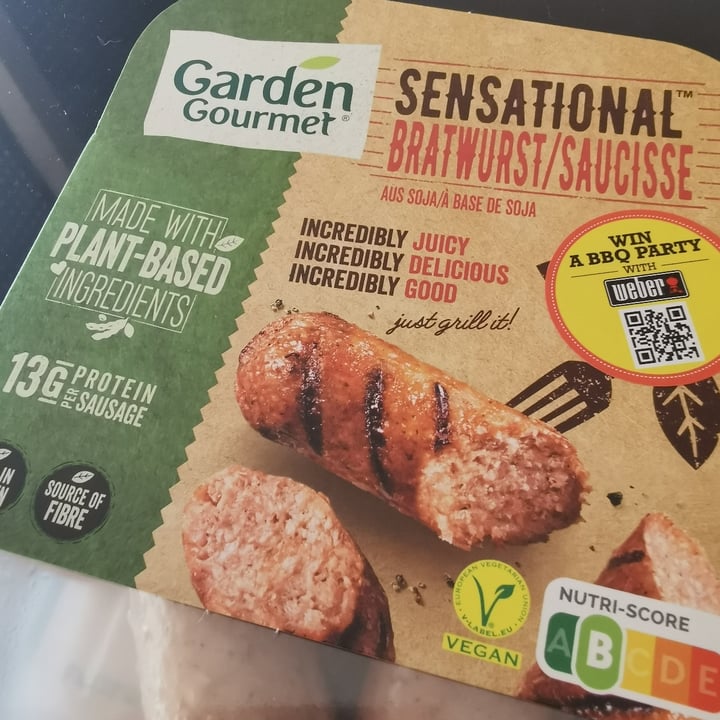 Garden
Gourmet®
SENSATIONAL™
BRATWURST/SAUCISSE
AUS SOJA/À BASE DE SOJA
INCREDIBLY JUICY
INCREDIBLY DELICIOUS
INCREDIBLY GOOD
just grill it!
WIN
A BBQ PARTY
WITH
weber
MADE WITH
PLANT-BASED
INGREDIENTS
13G PROTEIN
PER SAUSAGE
SOURCE OF
FIBRE
EUROPEAN VEGETARIAN UNION
V-LABEL.EU
VEGAN
NUTRI-SCORE
A B C D E